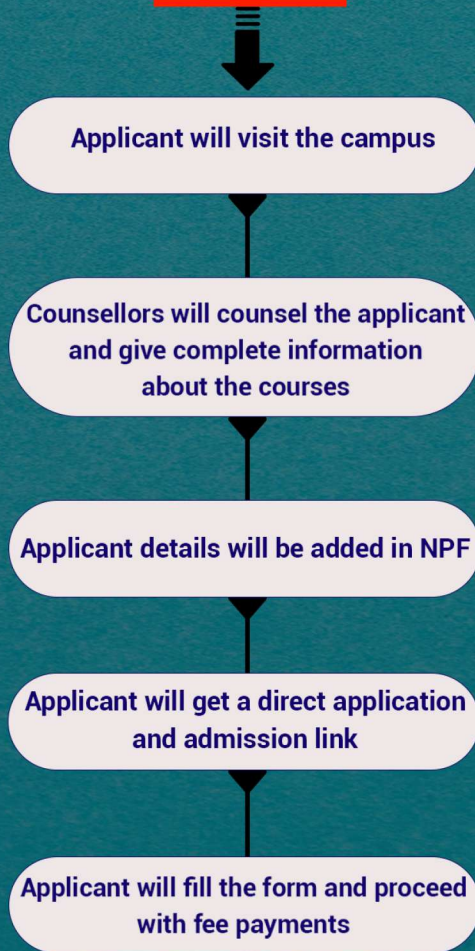 Applicant will visit the campus
Counsellors will counsel the applicant
and give complete information
about the courses
Applicant details will be added in NPF
Applicant will get a direct application
and admission link
Applicant will fill the form and proceed
with fee payments